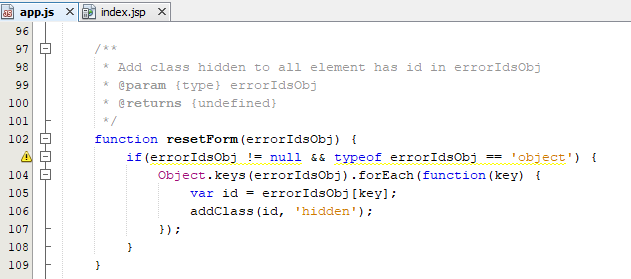 app.js index.jsp
96
97 /**
98 * Add class hidden to all element has id in errorIdsObj
99 * @param {type} errorIdsObj
100 * @returns {undefined}
101 */
102 function resetForm(errorIdsObj) {
if(errorIdsObj != null && typeof errorIdsObj == 'object') {
104 Object.keys(errorIdsObj).forEach(function(key) {
105 var id = errorIdsObj[key];
106 addClass(id, 'hidden');
107 });
108 }
109 }